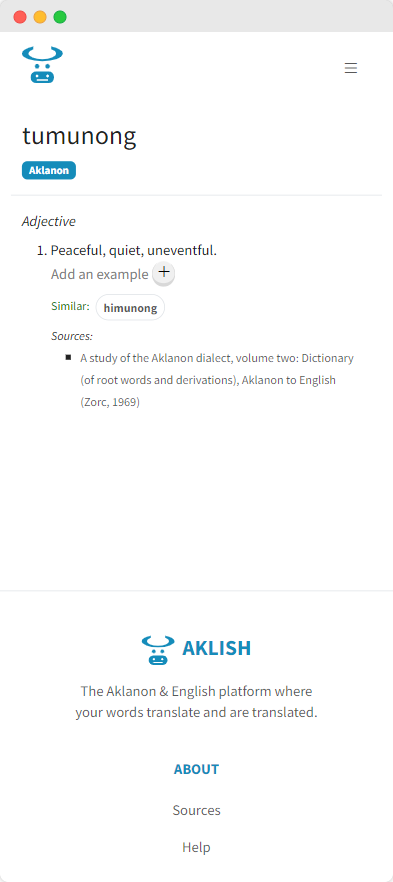 tumunong
Aklanon
Adjective
1. Peaceful, quiet, uneventful.
Add an example +
Similar: himunong
Sources:
A study of the Aklanon dialect, volume two: Dictionary
(of root words and derivations), Aklanon to English
(Zorc, 1969)
AKLISH
The Aklanon & English platform where
your words translate and are translated.
ABOUT
Sources
Help